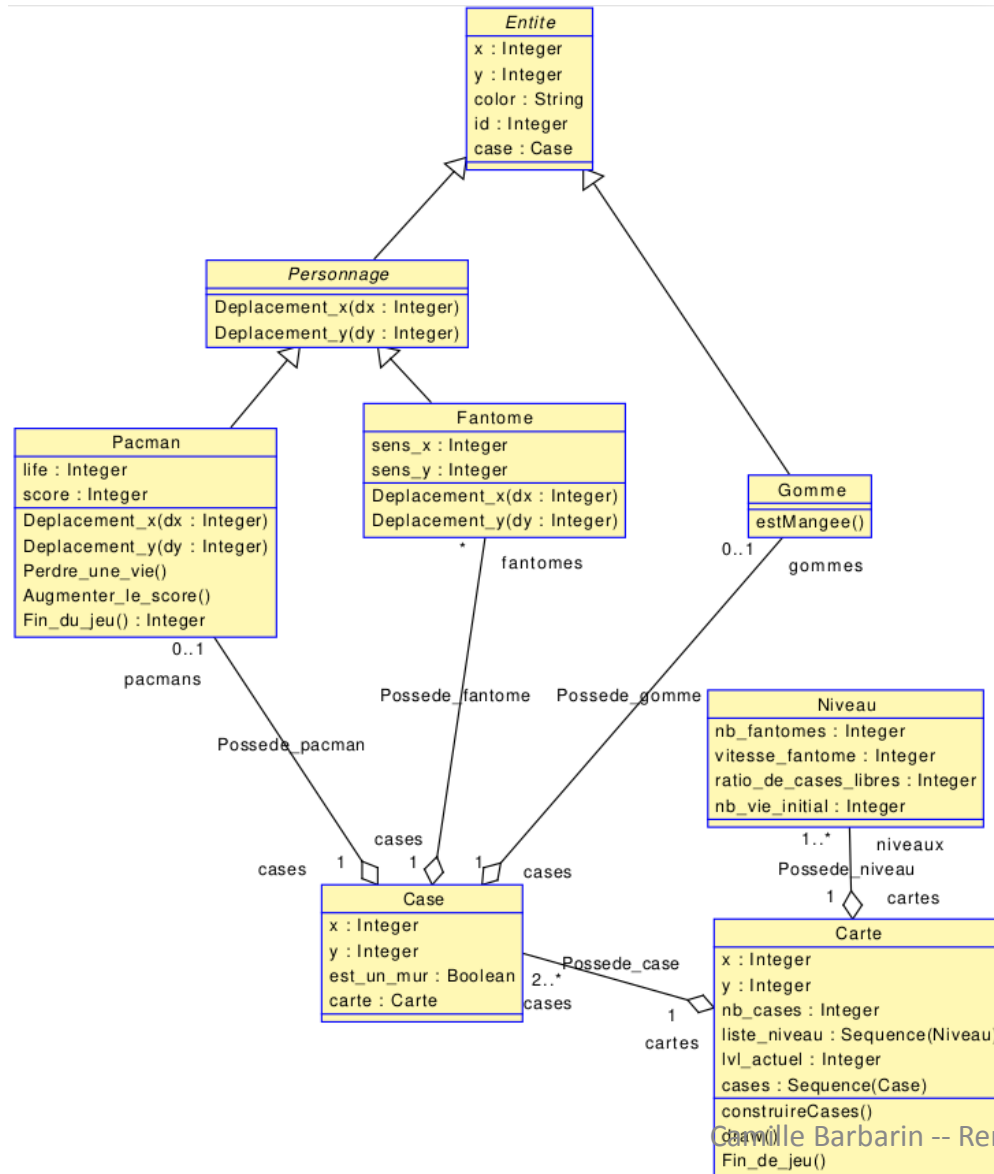 Entite
x : Integer
y : Integer
color : String
id : Integer
case : Case
Personnage
Deplacement_x(dx : Integer)
Deplacement_y(dy : Integer)
Pacman
life : Integer
score : Integer
Deplacement_x(dx : Integer)
Deplacement_y(dy : Integer)
Perdre_une_vie()
Augmenter_le_score()
Fin_du_jeu() : Integer
Fantome
sens_x : Integer
sens_y : Integer
Deplacement_x(dx : Integer)
Deplacement_y(dy : Integer)
Gomme
estMangee()
0..1
pacmans
*
fantomes
0..1
gommes
Possede_pacman
Possede_fantome
Possede_gomme
Niveau
nb_fantomes : Integer
vitesse_fantome : Integer
ratio_de_cases_libres : Integer
nb_vie_initial : Integer
1..*
niveaux
Possede_niveau
1
cartes
cases
1
cases
1
1
cases
Case
x : Integer
y : Integer
est_un_mur : Boolean
carte : Carte
Possede_case
2..*
cases
1
cartes
Carte
x : Integer
y : Integer
nb_cases : Integer
liste_niveau : Sequence(Niveau)
lvl_actuel : Integer
cases : Sequence(Case)
construireCases()
draw()
Fin_de_jeu()
Camille Barbarin -- Rer